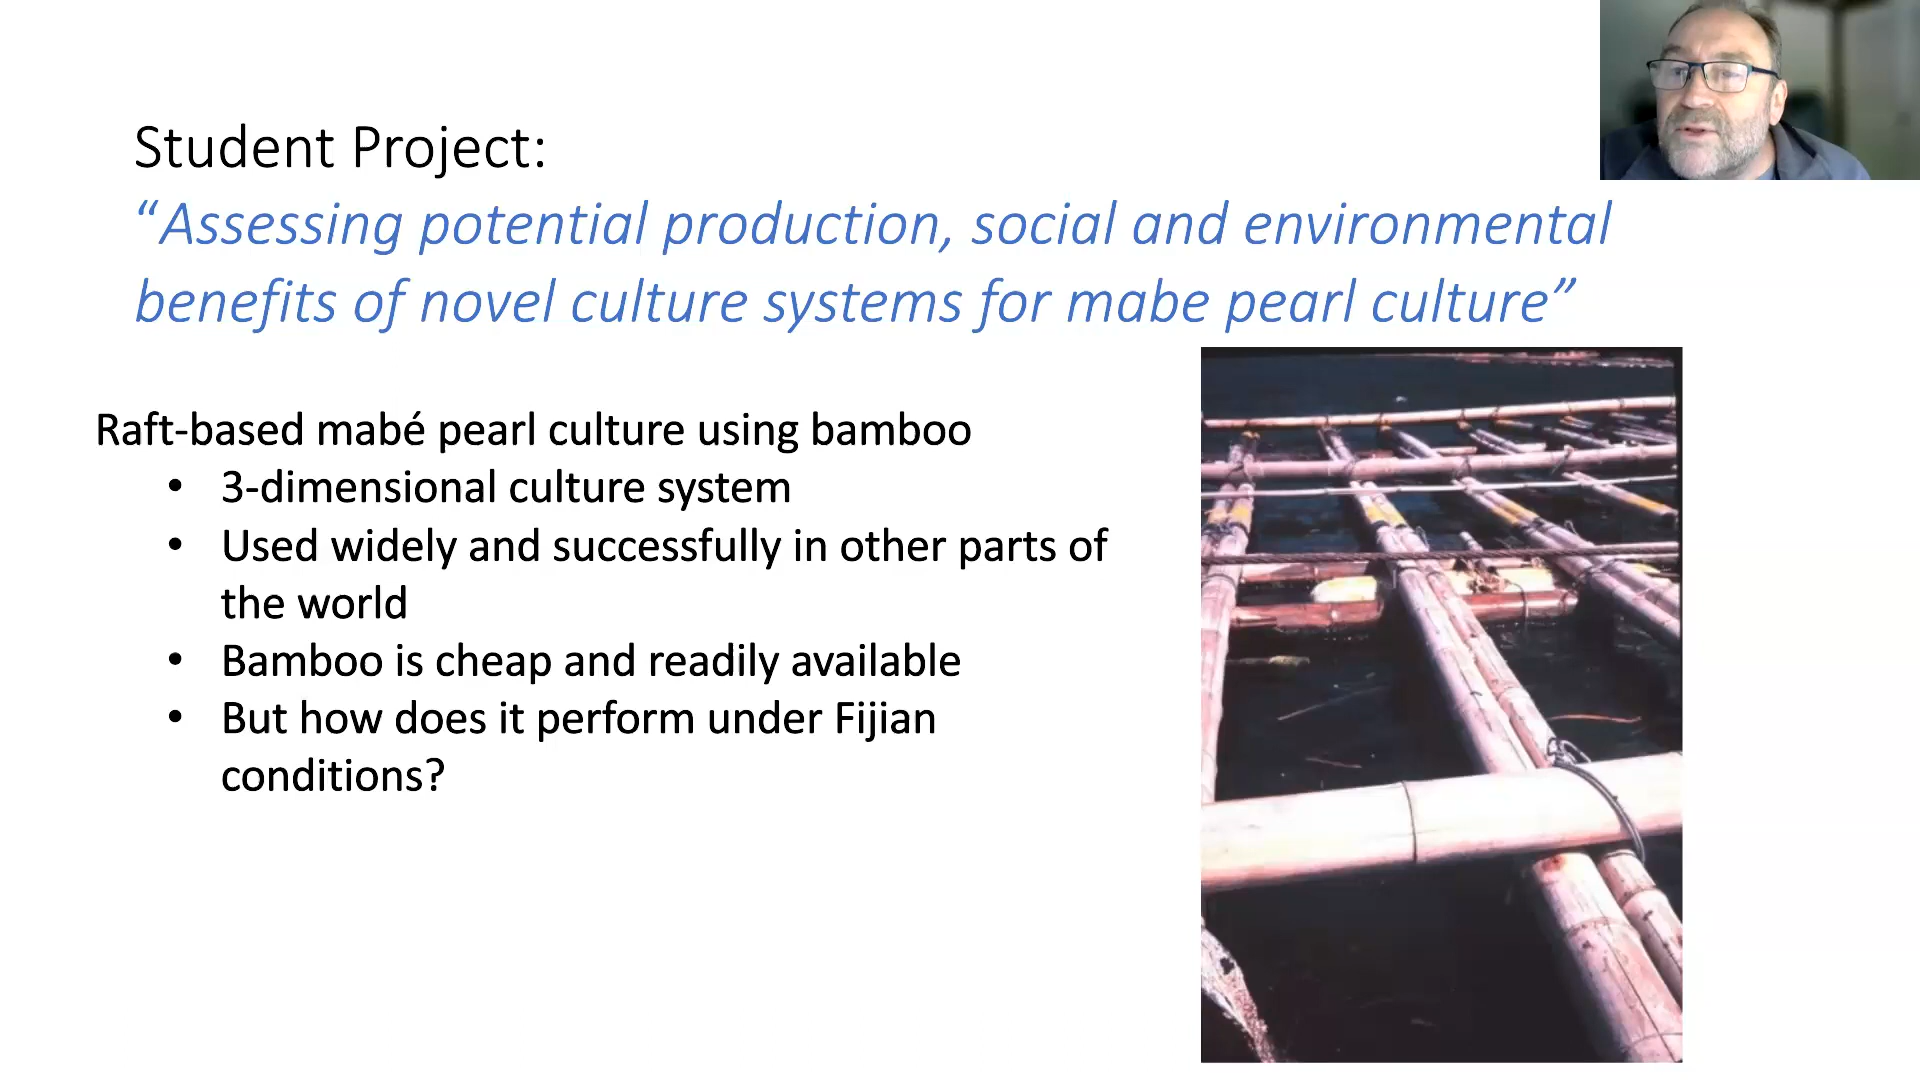 Student Project:
“Assessing potential production, social and environmental
benefits of novel culture systems for mabe pearl culture”
Raft-based mabé pearl culture using bamboo
• 3-dimensional culture system
• Used widely and successfully in other parts of
the world
• Bamboo is cheap and readily available
• But how does it perform under Fijian
conditions?